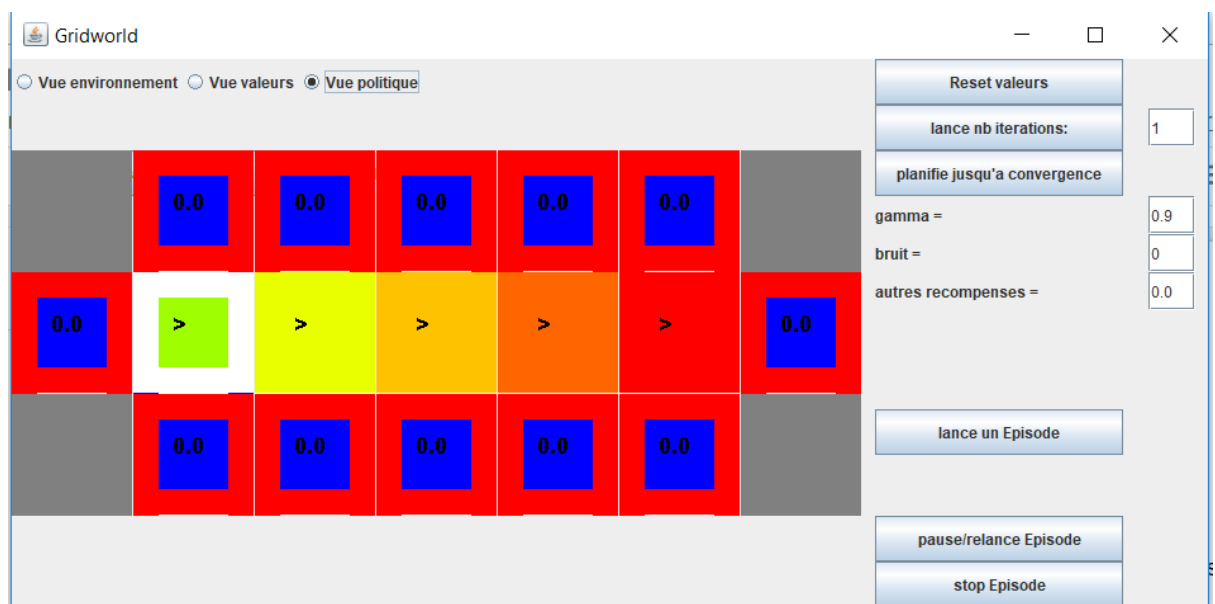 Gridworld
Vue environnement Vue valeurs Vue politique
Reset valeurs
lance nb iterations: 1
planifie jusqu'a convergence
gamma = 0.9
bruit = 0
autres recompenses = 0.0
0.0 0.0 0.0 0.0 0.0
0.0 > > > > > 0.0
0.0 0.0 0.0 0.0 0.0
lance un Episode
pause/relance Episode
stop Episode